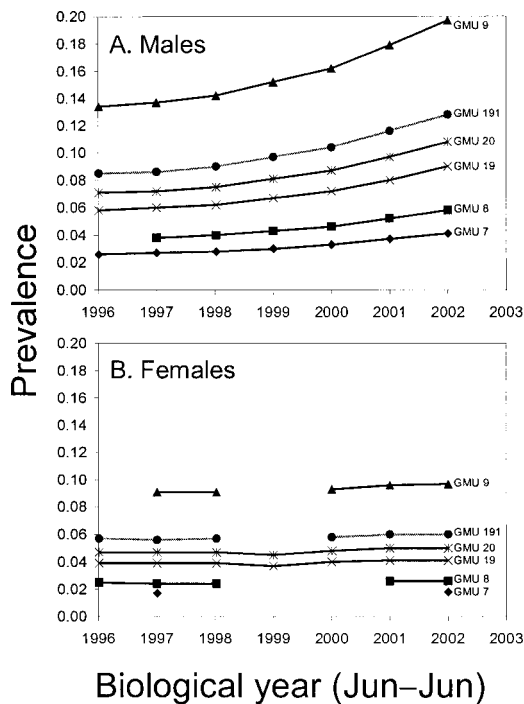 Prevalence
A. Males
0.20
0.18
0.16
0.14
0.12
0.10
0.08
0.06
0.04
0.02
0.00
GMU 9
GMU 191
GMU 20
GMU 19
GMU 8
GMU 7
1996 1997 1998 1999 2000 2001 2002 2003
B. Females
0.20
0.18
0.16
0.14
0.12
0.10
0.08
0.06
0.04
0.02
0.00
GMU 9
GMU 191
GMU 20
GMU 19
GMU 8
GMU 7
1996 1997 1998 1999 2000 2001 2002 2003
Biological year (Jun–Jun)